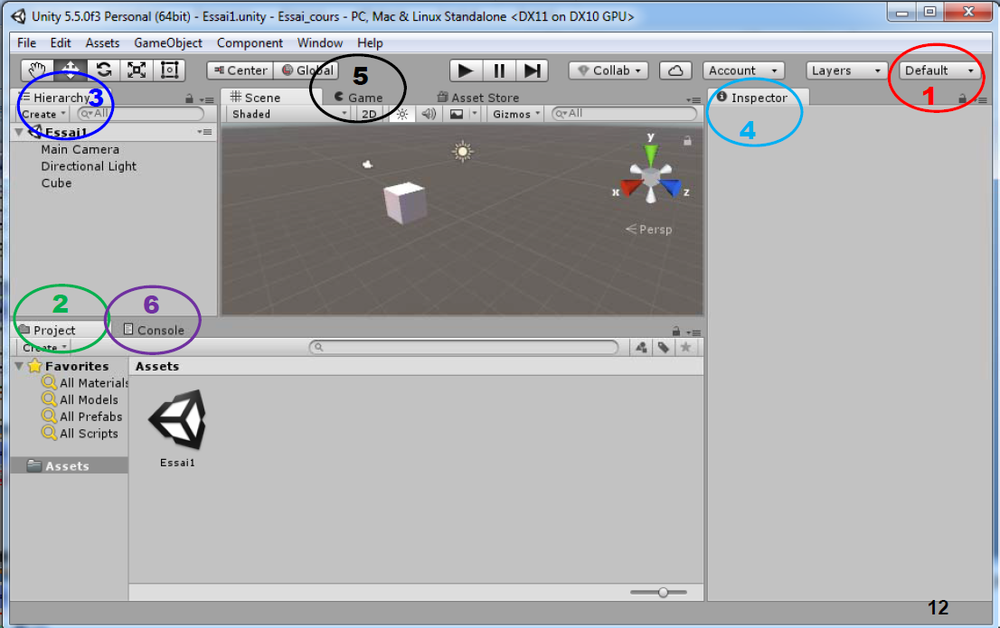 Unity 5.5.0f3 Personal (64bit) - Essai1.unity - Essai_cours - PC, Mac & Linux Standalone <DX11 on DX10 GPU>
File Edit Assets GameObject Component Window Help
Center Global Collab Account Layers Default
5
1
Hierarchy 3
Scene Game Asset Store
Inspector
Create All
Shaded 2D Gizmos All
4
Essai1
Main Camera
Directional Light
Cube
y
x z
Persp
2
6
Project Console
Create
Favorites
All Materials
All Models
All Prefabs
All Scripts
Assets
Assets
Essai1
12